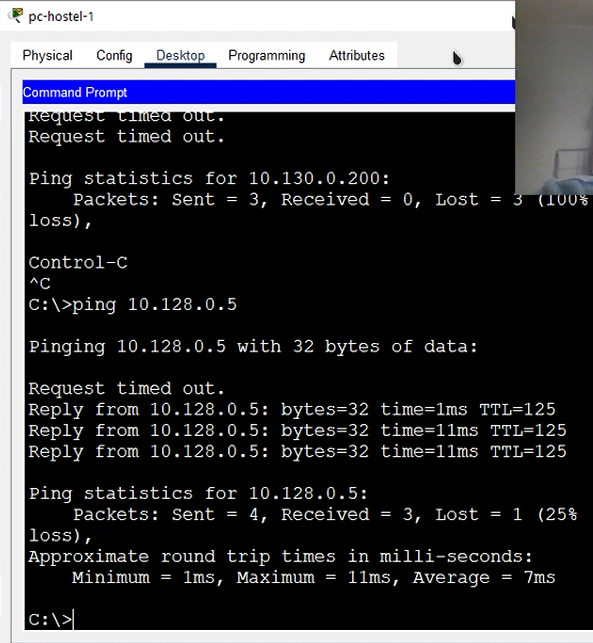 pc-hostel-1
Physical Config Desktop Programming Attributes
Command Prompt
Request timed out.
Request timed out.
Ping statistics for 10.130.0.200:
Packets: Sent = 3, Received = 0, Lost = 3 (100%
loss),
Control-C
^C
C:\>ping 10.128.0.5
Pinging 10.128.0.5 with 32 bytes of data:
Request timed out.
Reply from 10.128.0.5: bytes=32 time=1ms TTL=125
Reply from 10.128.0.5: bytes=32 time=11ms TTL=125
Reply from 10.128.0.5: bytes=32 time=11ms TTL=125
Ping statistics for 10.128.0.5:
Packets: Sent = 4, Received = 3, Lost = 1 (25%
loss),
Approximate round trip times in milli-seconds:
Minimum = 1ms, Maximum = 11ms, Average = 7ms
C:\>